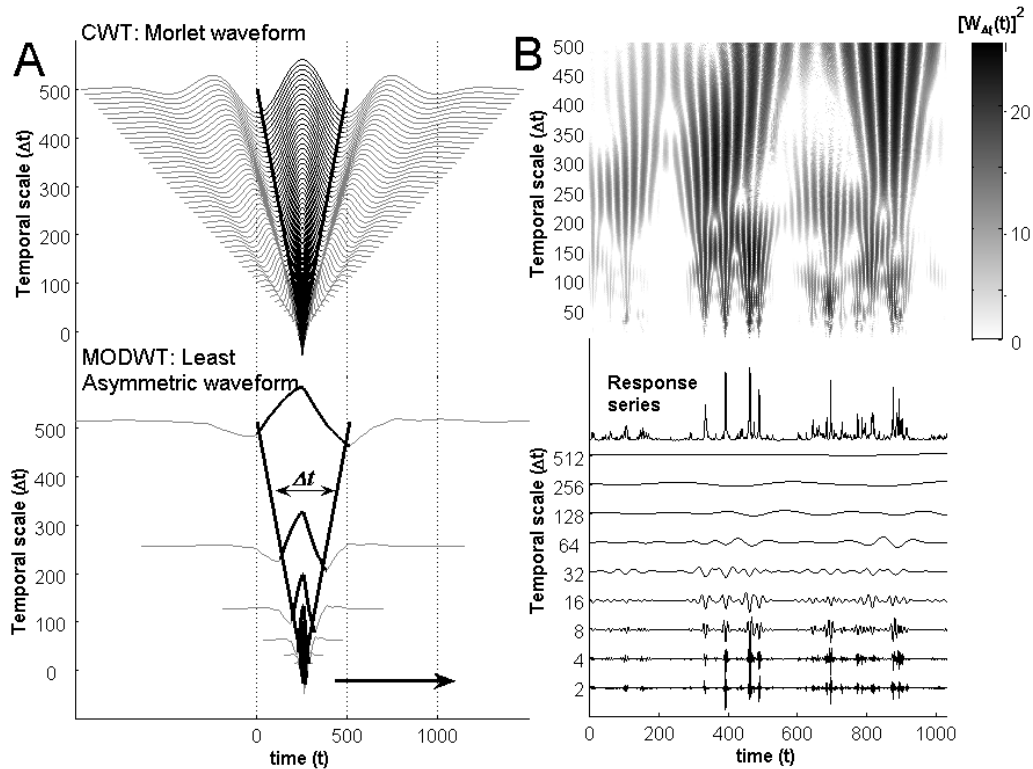 A
CWT: Morlet waveform
500
400
300
200
100
0
Temporal scale (Δt)
MODWT: Least
Asymmetric waveform
500
400
300
200
100
0
Temporal scale (Δt)
Δt
0 500 1000
time (t)
B
[W_Δt(t)]²
500
450
400
350
300
250
200
150
100
50
Temporal scale (Δt)
20
10
0
Response
series
512
256
128
64
32
16
8
4
2
Temporal scale (Δt)
0 200 400 600 800 1000
time (t)